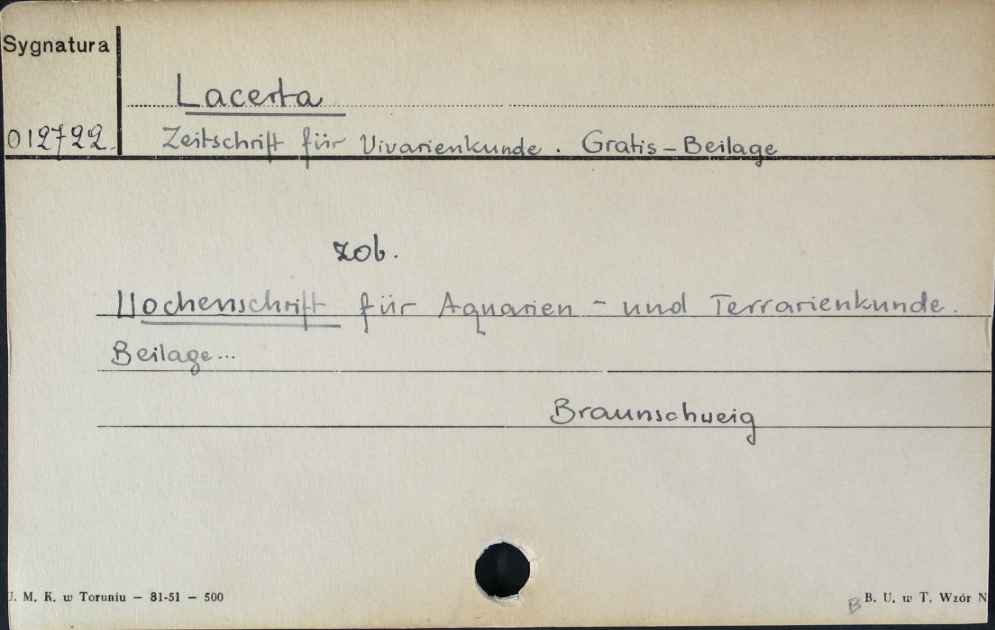 Sygnatura
Lacerta
012722.
Zeitschrift für Vivarienkunde. Gratis-Beilage
zob.
Wochenschrift für Aquarien- und Terrarienkunde.
Beilage...
Braunschweig
U. M. K. w Toruniu — 81-51 — 500
B B. U. w T. Wzór N